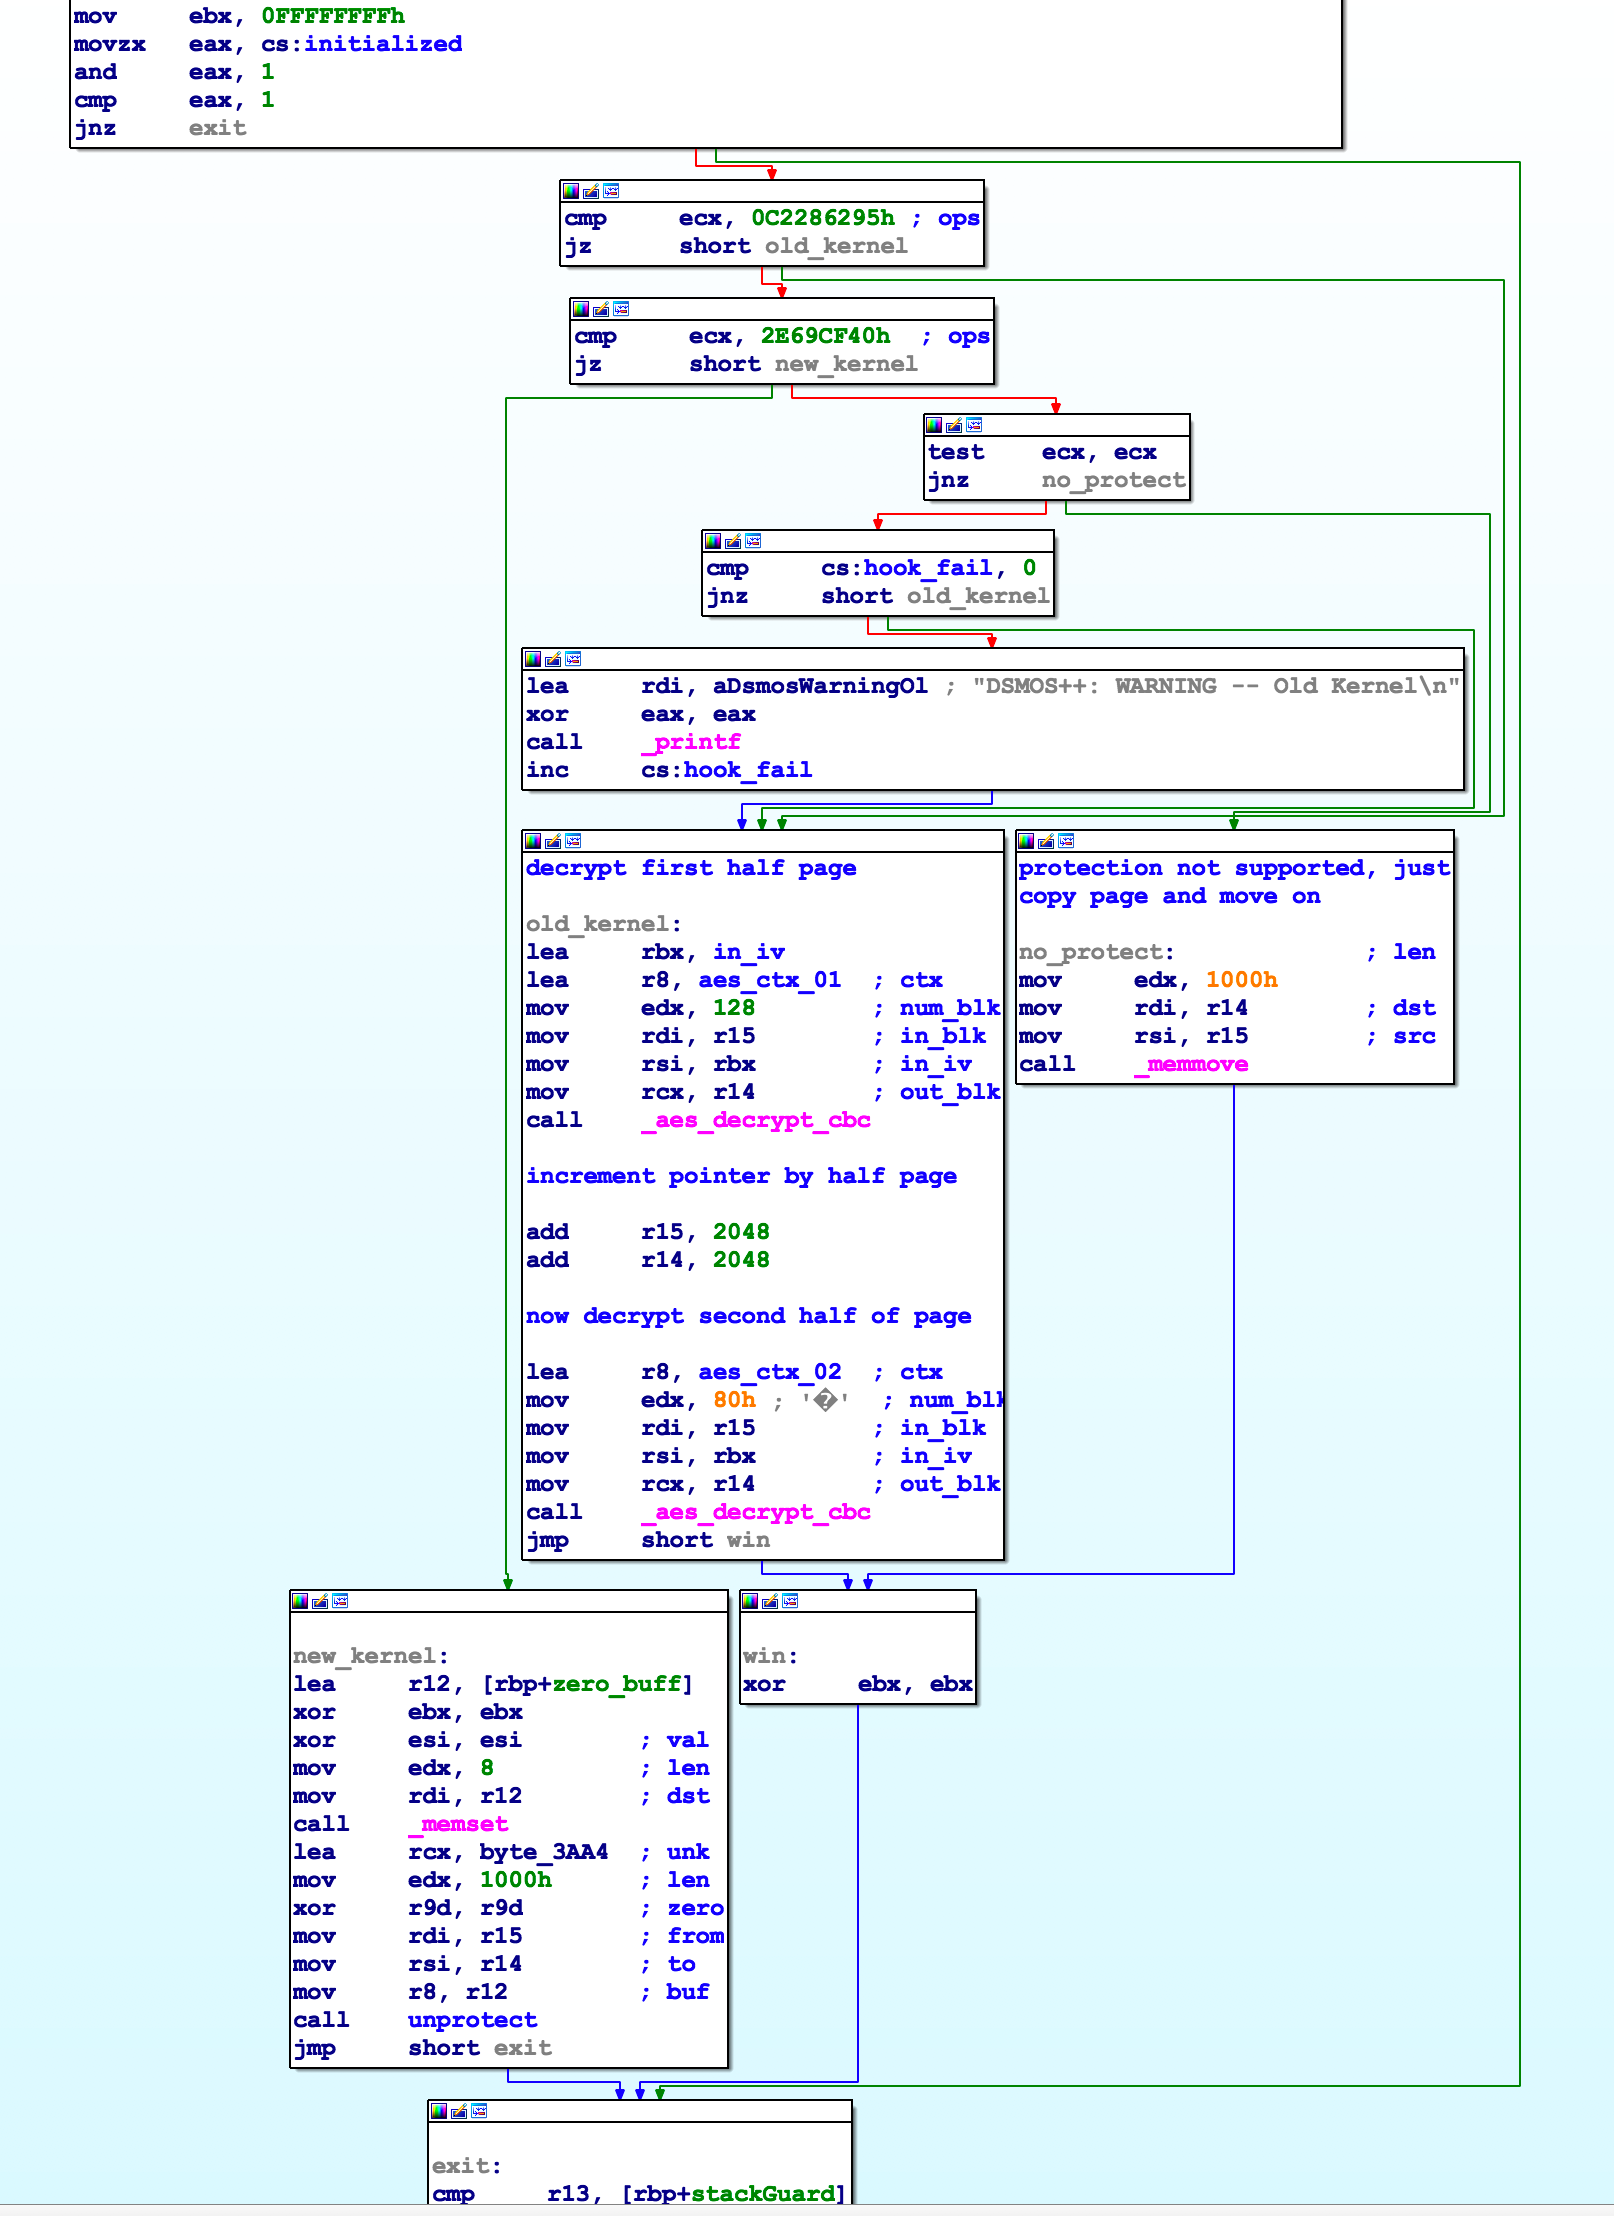 mov ebx, 0FFFFFFFFh
movzx eax, cs:initialized
and eax, 1
cmp eax, 1
jnz exit
cmp ecx, 0C2286295h ; ops
jz short old_kernel
cmp ecx, 2E69CF40h ; ops
jz short new_kernel
test ecx, ecx
jnz no_protect
cmp cs:hook_fail, 0
jnz short old_kernel
lea rdi, aDsmosWarningOl ; "DSMOS++: WARNING -- Old Kernel\n"
xor eax, eax
call _printf
inc cs:hook_fail
decrypt first half page
old_kernel:
lea rbx, in_iv
lea r8, aes_ctx_01 ; ctx
mov edx, 128 ; num_blk
mov rdi, r15 ; in_blk
mov rsi, rbx ; in_iv
mov rcx, r14 ; out_blk
call _aes_decrypt_cbc
increment pointer by half page
add r15, 2048
add r14, 2048
now decrypt second half of page
lea r8, aes_ctx_02 ; ctx
mov edx, 80h ; '�' ; num_blk
mov rdi, r15 ; in_blk
mov rsi, rbx ; in_iv
mov rcx, r14 ; out_blk
call _aes_decrypt_cbc
jmp short win
protection not supported, just
copy page and move on
no_protect: ; len
mov edx, 1000h
mov rdi, r14 ; dst
mov rsi, r15 ; src
call _memmove
new_kernel:
lea r12, [rbp+zero_buff]
xor ebx, ebx
xor esi, esi ; val
mov edx, 8 ; len
mov rdi, r12 ; dst
call _memset
lea rcx, byte_3AA4 ; unk
mov edx, 1000h ; len
xor r9d, r9d ; zero
mov rdi, r15 ; from
mov rsi, r14 ; to
mov r8, r12 ; buf
call unprotect
jmp short exit
win:
xor ebx, ebx
exit:
cmp r13, [rbp+stackGuard]